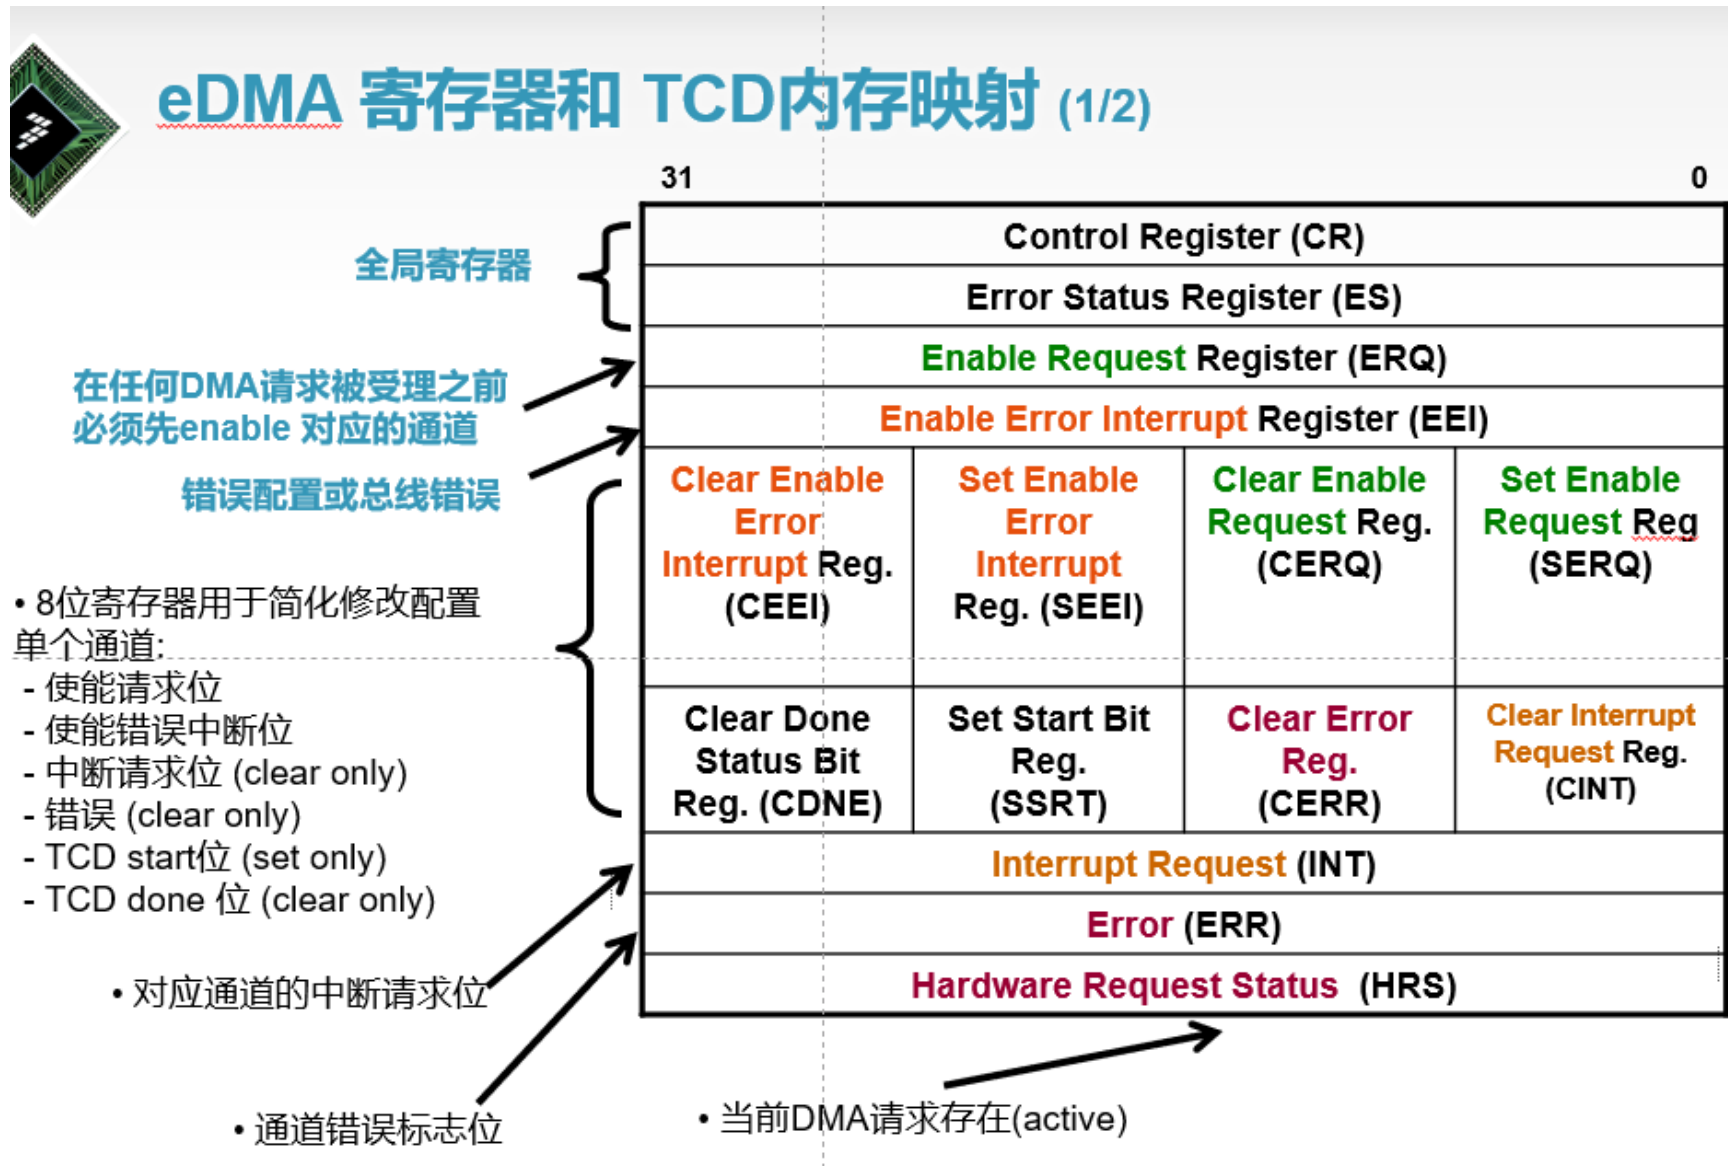 eDMA 寄存器和 TCD内存映射 (1/2)
31
0
全局寄存器
Control Register (CR)
Error Status Register (ES)
在任何DMA请求被受理之前
必须先enable 对应的通道
Enable Request Register (ERQ)
Enable Error Interrupt Register (EEI)
错误配置或总线错误
Clear Enable
Error
Interrupt Reg.
(CEEI)
Set Enable
Error
Interrupt
Reg. (SEEI)
Clear Enable
Request Reg.
(CERQ)
Set Enable
Request Reg
(SERQ)
• 8位寄存器用于简化修改配置
单个通道:
- 使能请求位
- 使能错误中断位
- 中断请求位 (clear only)
- 错误 (clear only)
- TCD start位 (set only)
- TCD done 位 (clear only)
Clear Done
Status Bit
Reg. (CDNE)
Set Start Bit
Reg.
(SSRT)
Clear Error
Reg.
(CERR)
Clear Interrupt
Request Reg.
(CINT)
Interrupt Request (INT)
Error (ERR)
Hardware Request Status (HRS)
• 对应通道的中断请求位
• 通道错误标志位
• 当前DMA请求存在(active)